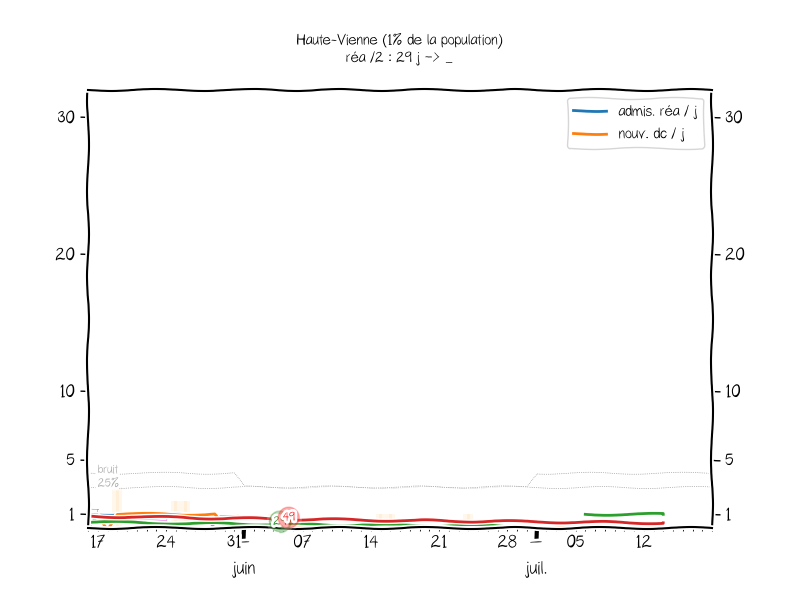 Haute-Vienne (1% de la population)
réa /2 : 29 j -> _
admis. réa / j
nouv. dc / j
30
30
20
20
10
10
5
5
bruit
25%
1
1
49
17 24 31 07 14 21 28 05 12
juin juil.